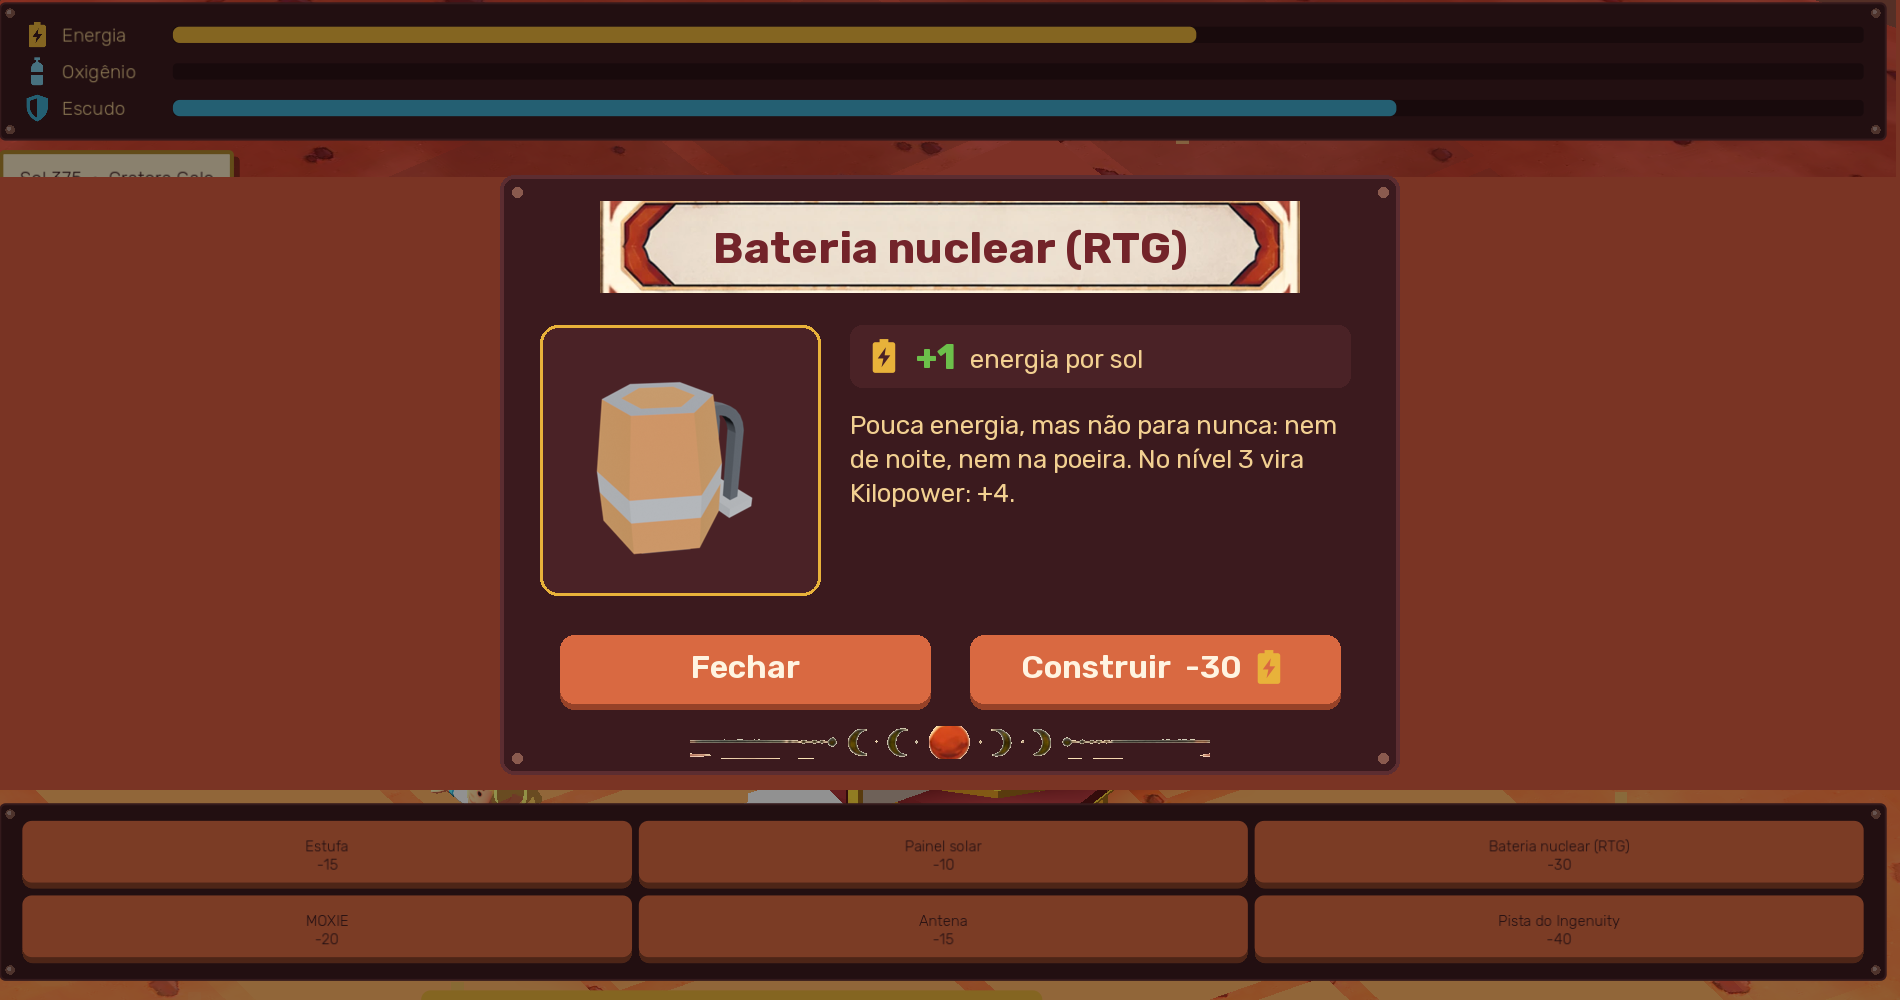 Energia
Oxigênio
Escudo
Bateria nuclear (RTG)
+1 energia por sol
Pouca energia, mas não para nunca: nem
de noite, nem na poeira. No nível 3 vira
Kilopower: +4.
Fechar
Construir -30
Estufa
-15
Painel solar
-10
Bateria nuclear (RTG)
-30
MOXIE
-20
Antena
-15
Pista do Ingenuity
-40